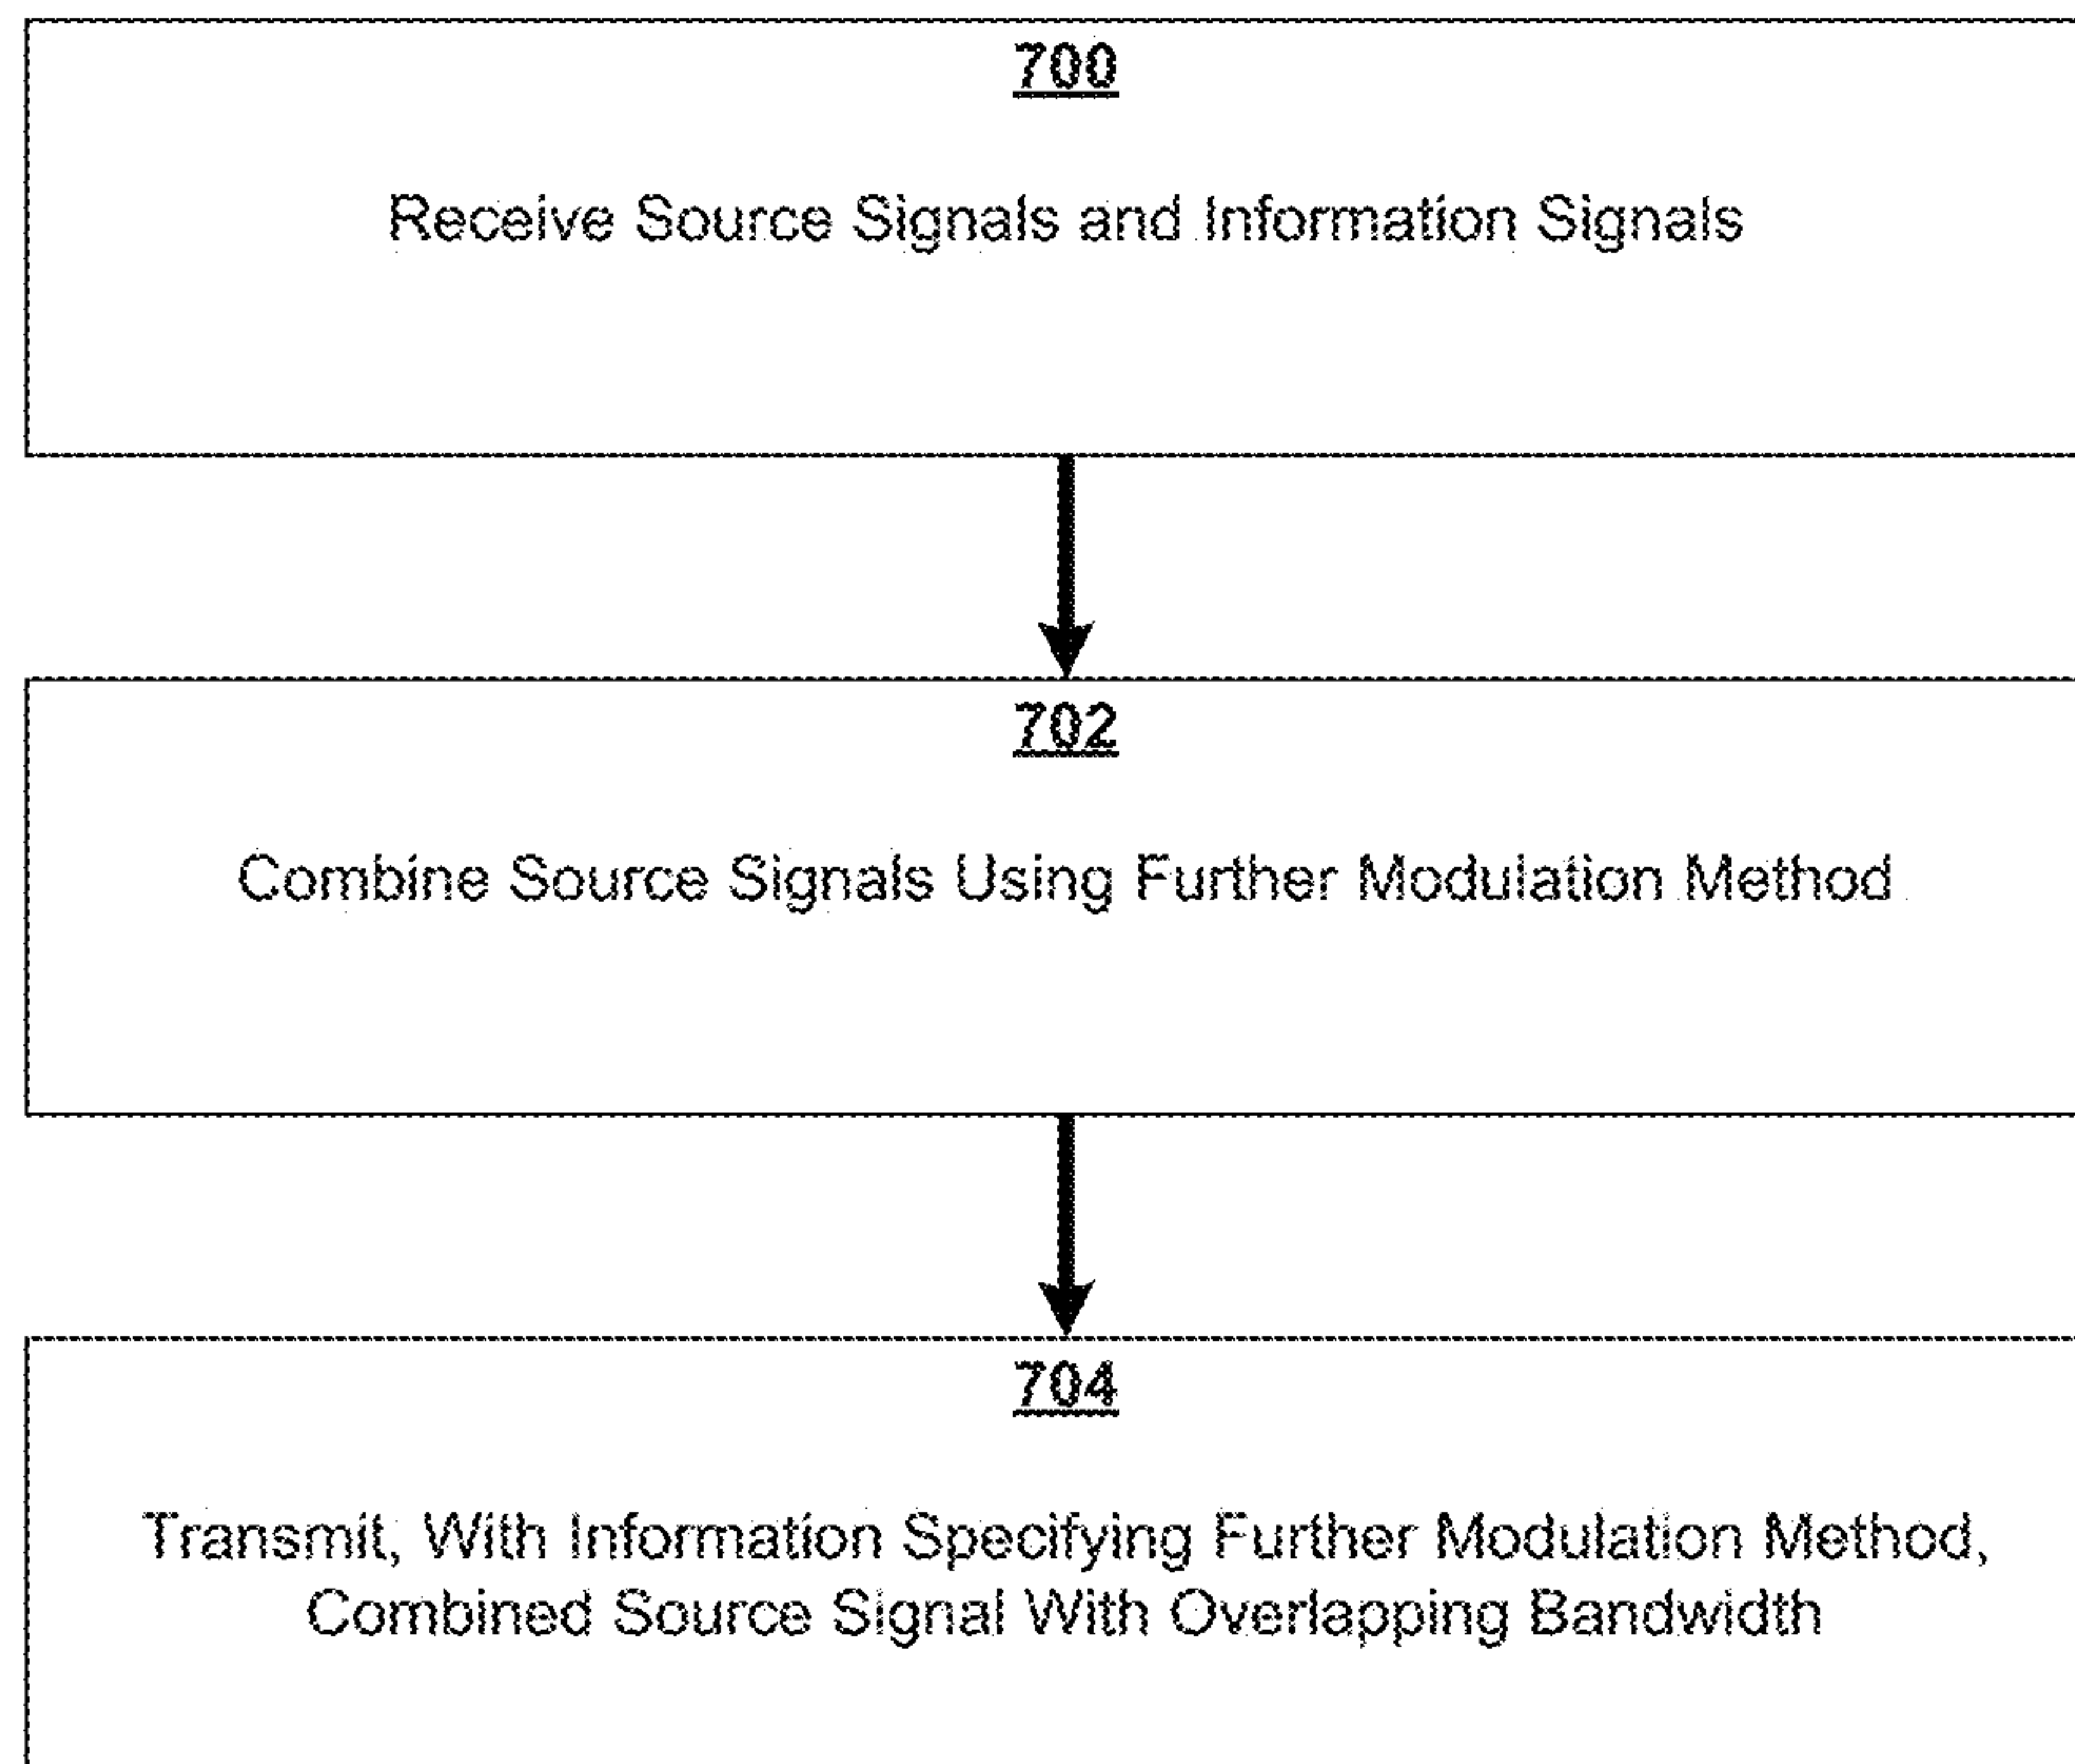 700
Receive Source Signals and Information Signals
702
Combine Source Signals Using Further Modulation Method
704
Transmit, With Information Specifying Further Modulation Method,
Combined Source Signal With Overlapping Bandwidth